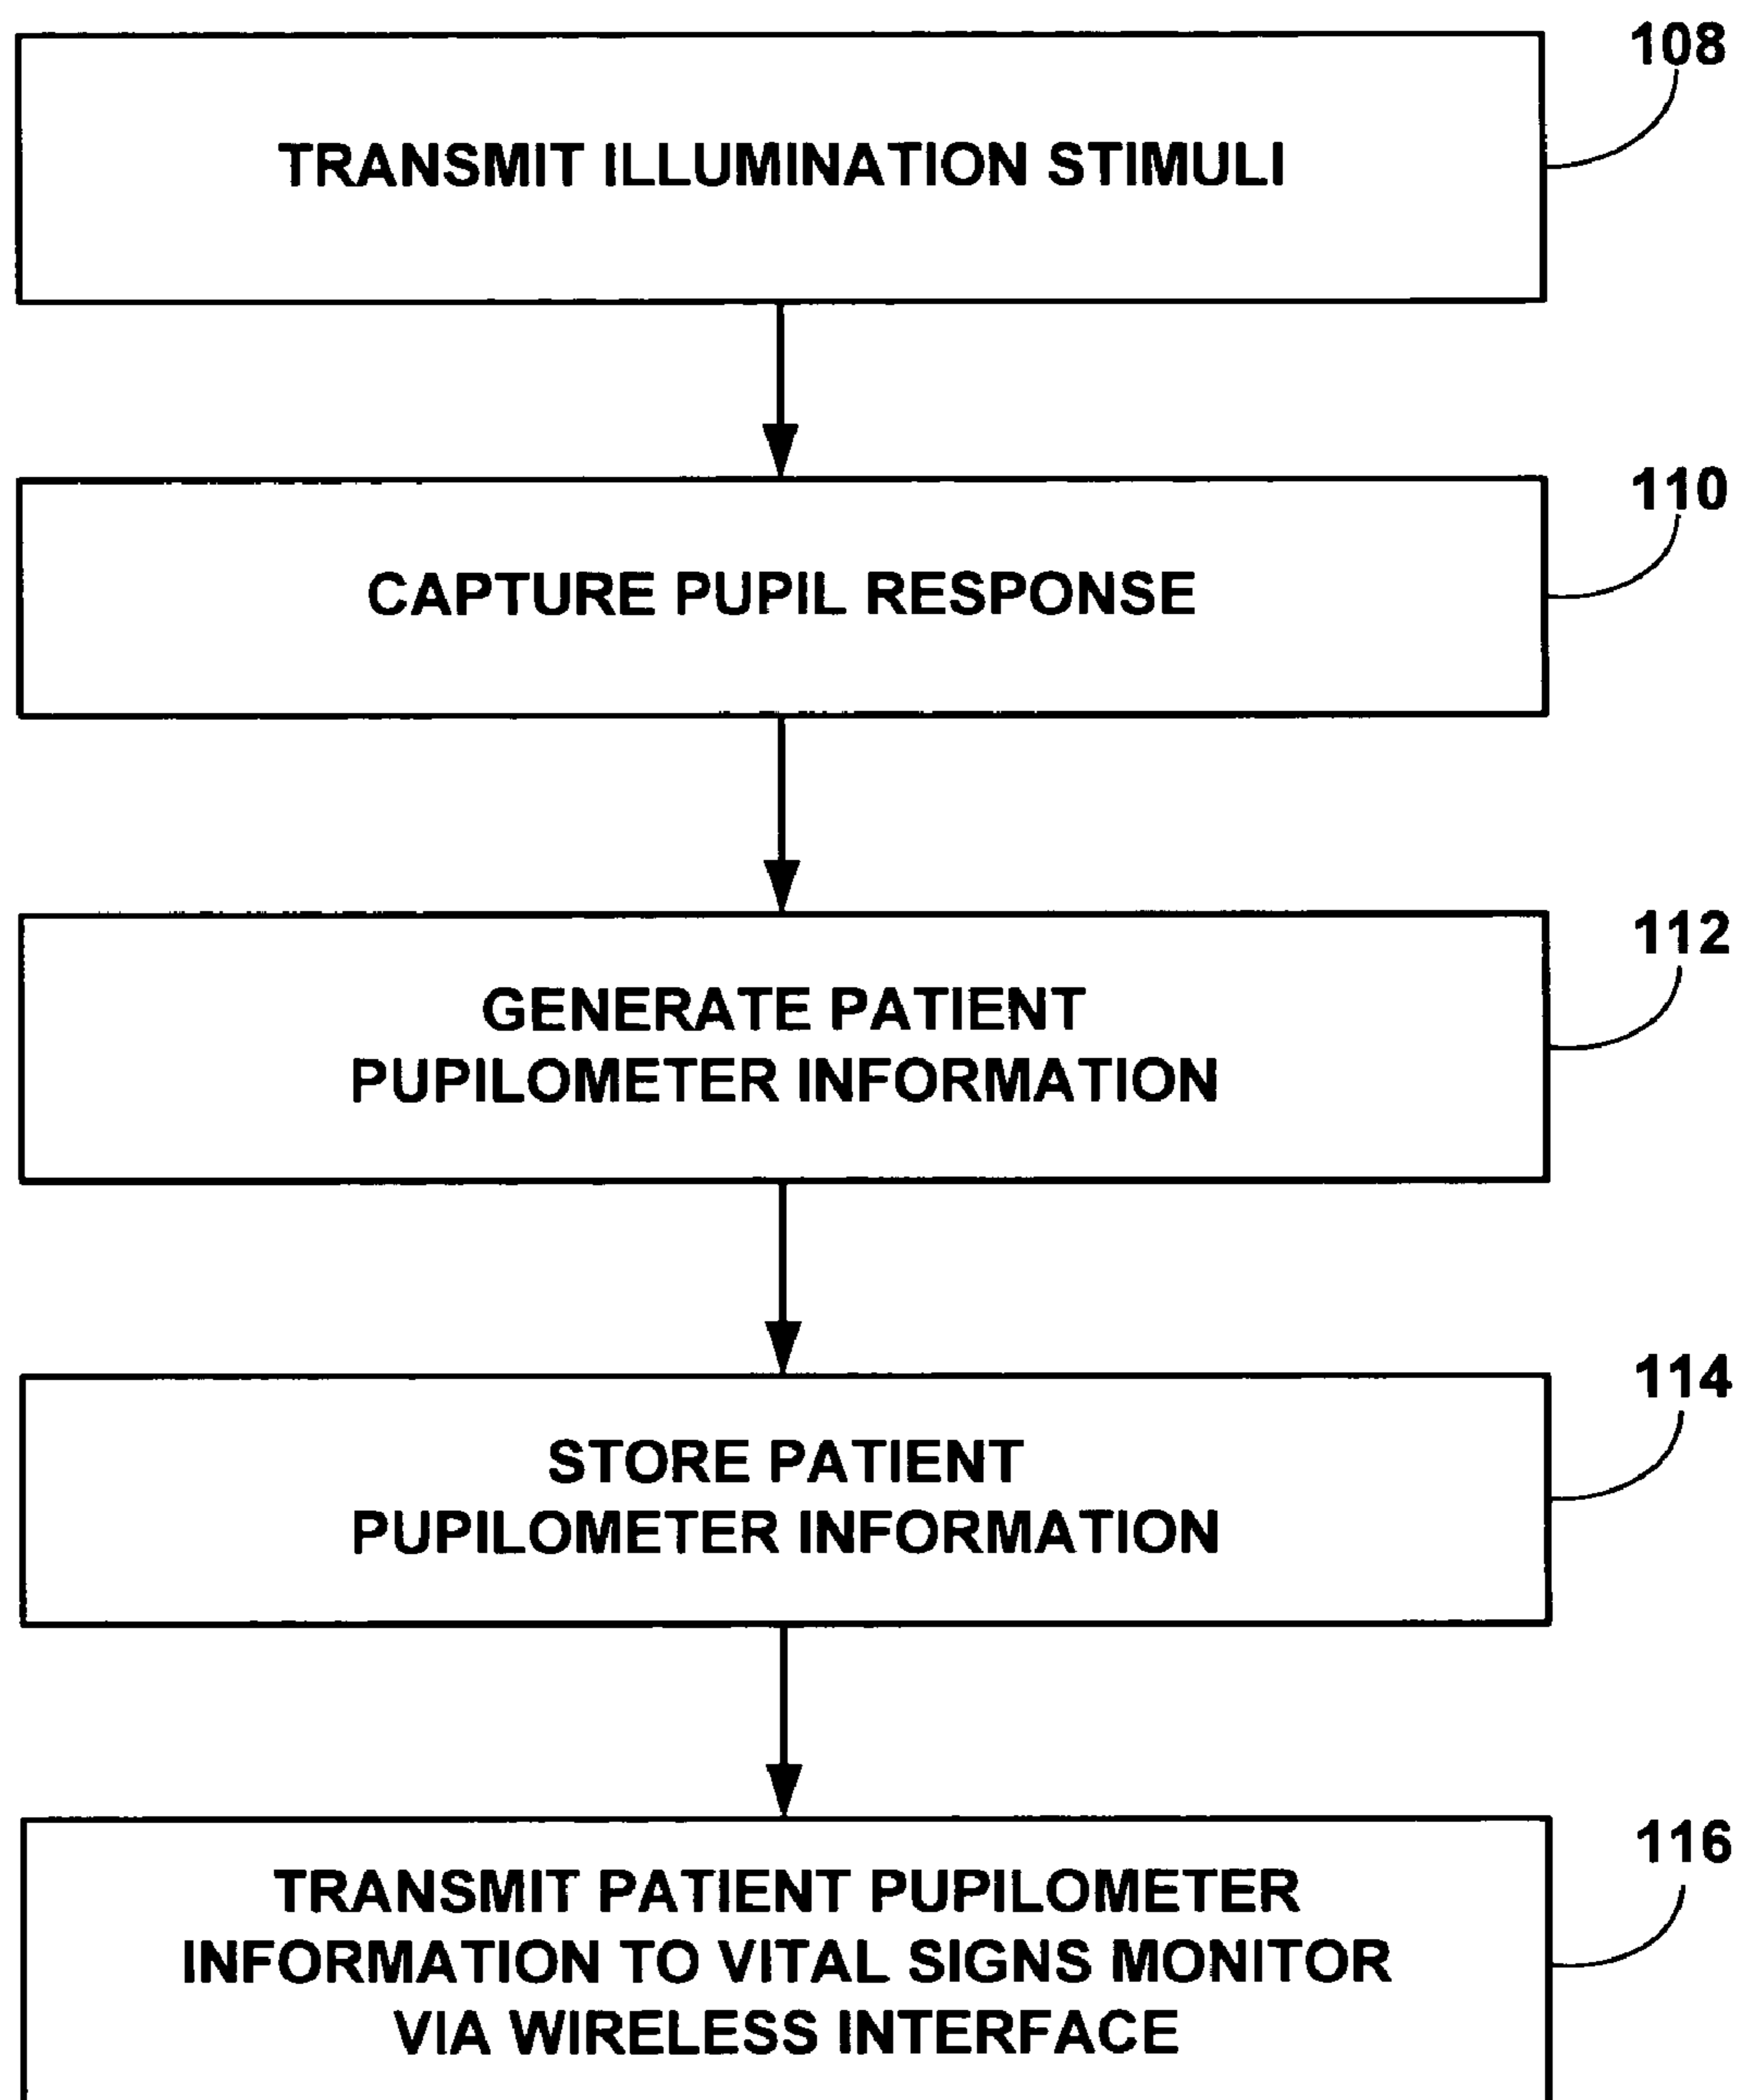 108
TRANSMIT ILLUMINATION STIMULI
110
CAPTURE PUPIL RESPONSE
112
GENERATE PATIENT
PUPILOMETER INFORMATION
114
STORE PATIENT
PUPILOMETER INFORMATION
116
TRANSMIT PATIENT PUPILOMETER
INFORMATION TO VITAL SIGNS MONITOR
VIA WIRELESS INTERFACE